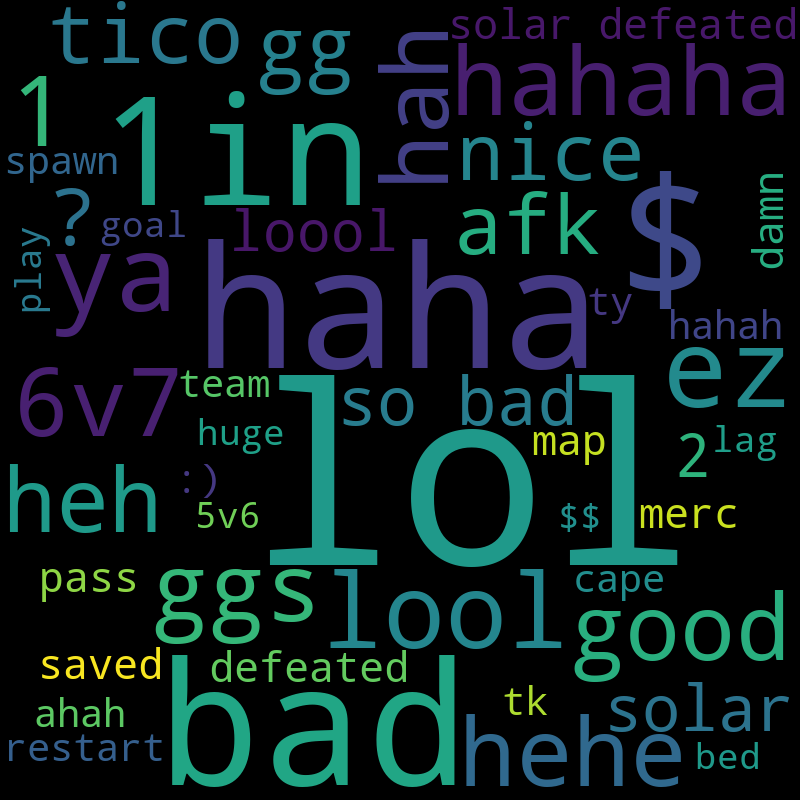 tico
gg
hah
solar defeated
hahaha
1
1in
nice
spawn
?
goal
loool
afk
$
damn
play
ya
haha
ty
hahah
6v7
team
so bad
ez
huge
lol
map
2
lag
heh
:)
5v6
$$
merc
pass
ggs
lool
cape
good
saved
defeated
ahah
bad
tk
solar
restart
hehe
bed